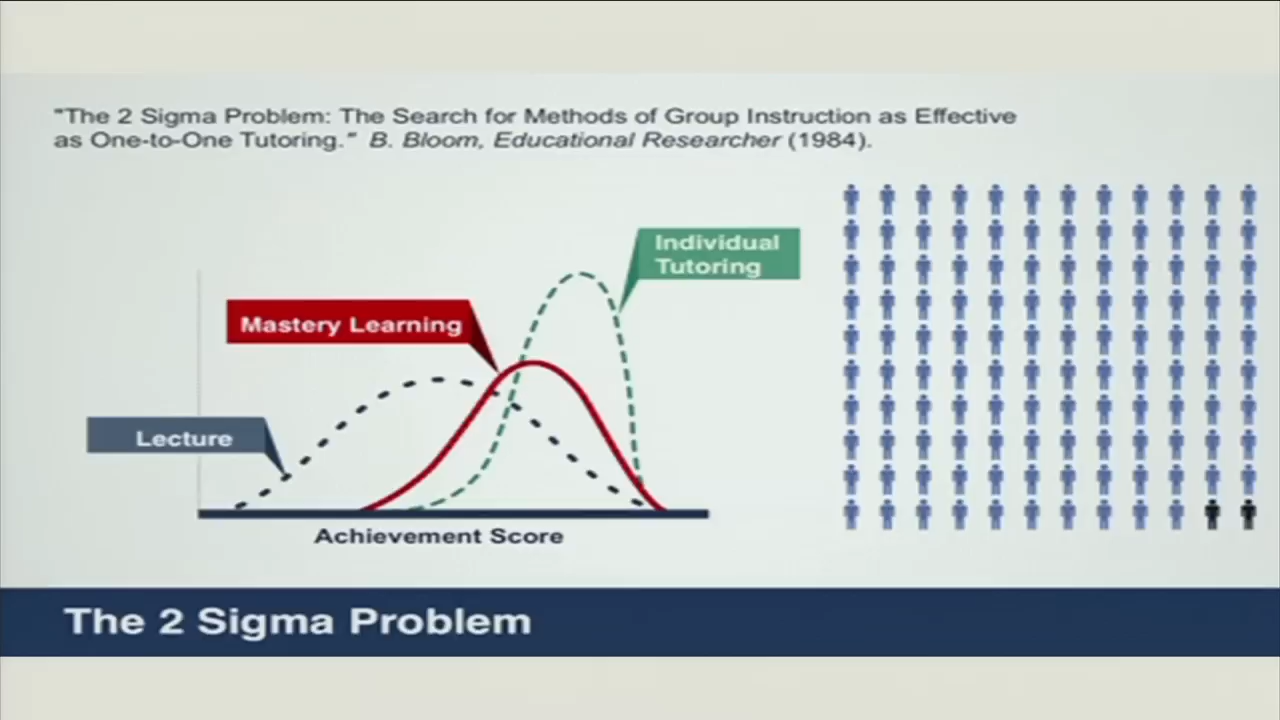 "The 2 Sigma Problem: The Search for Methods of Group Instruction as Effective
as One-to-One Tutoring." B. Bloom, Educational Researcher (1984).
Individual
Tutoring
Mastery Learning
Lecture
Achievement Score
The 2 Sigma Problem